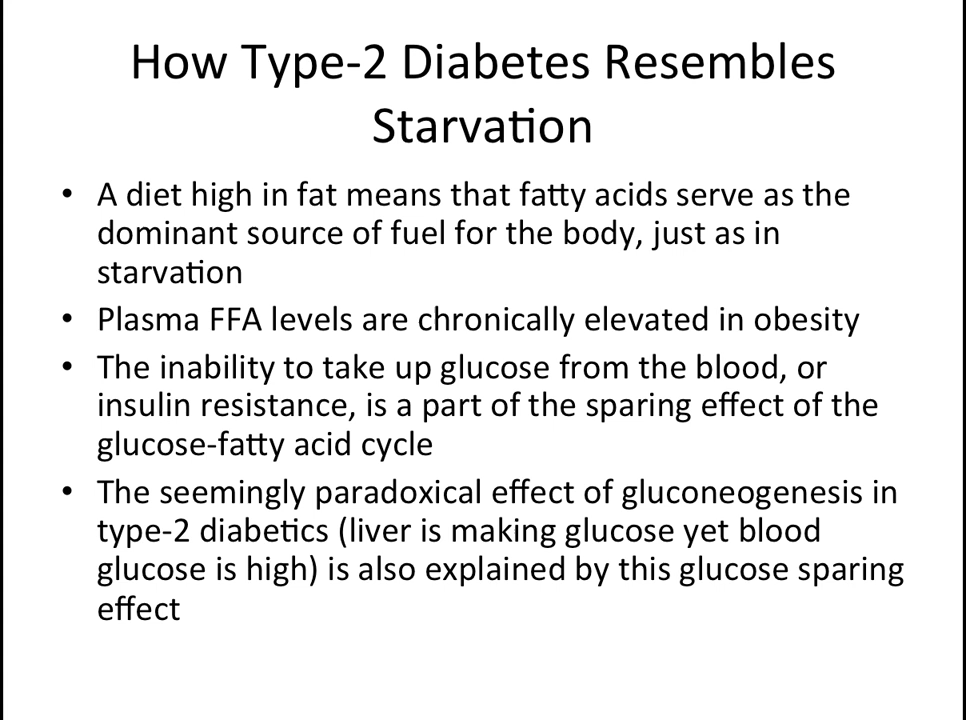 How Type-2 Diabetes Resembles
Starvation
• A diet high in fat means that fatty acids serve as the
dominant source of fuel for the body, just as in
starvation
• Plasma FFA levels are chronically elevated in obesity
• The inability to take up glucose from the blood, or
insulin resistance, is a part of the sparing effect of the
glucose-fatty acid cycle
• The seemingly paradoxical effect of gluconeogenesis in
type-2 diabetics (liver is making glucose yet blood
glucose is high) is also explained by this glucose sparing
effect